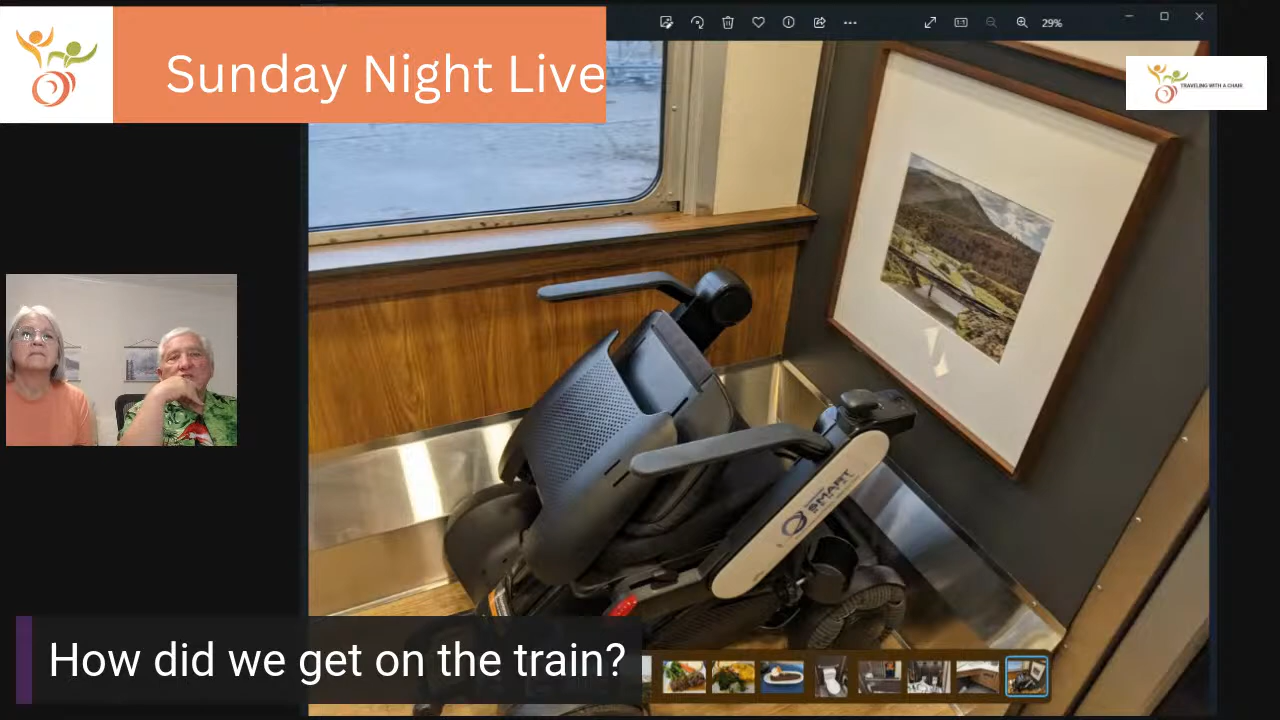 Sunday Night Live
29%
TRAVELING WITH A CHAIR
SMART
How did we get on the train?